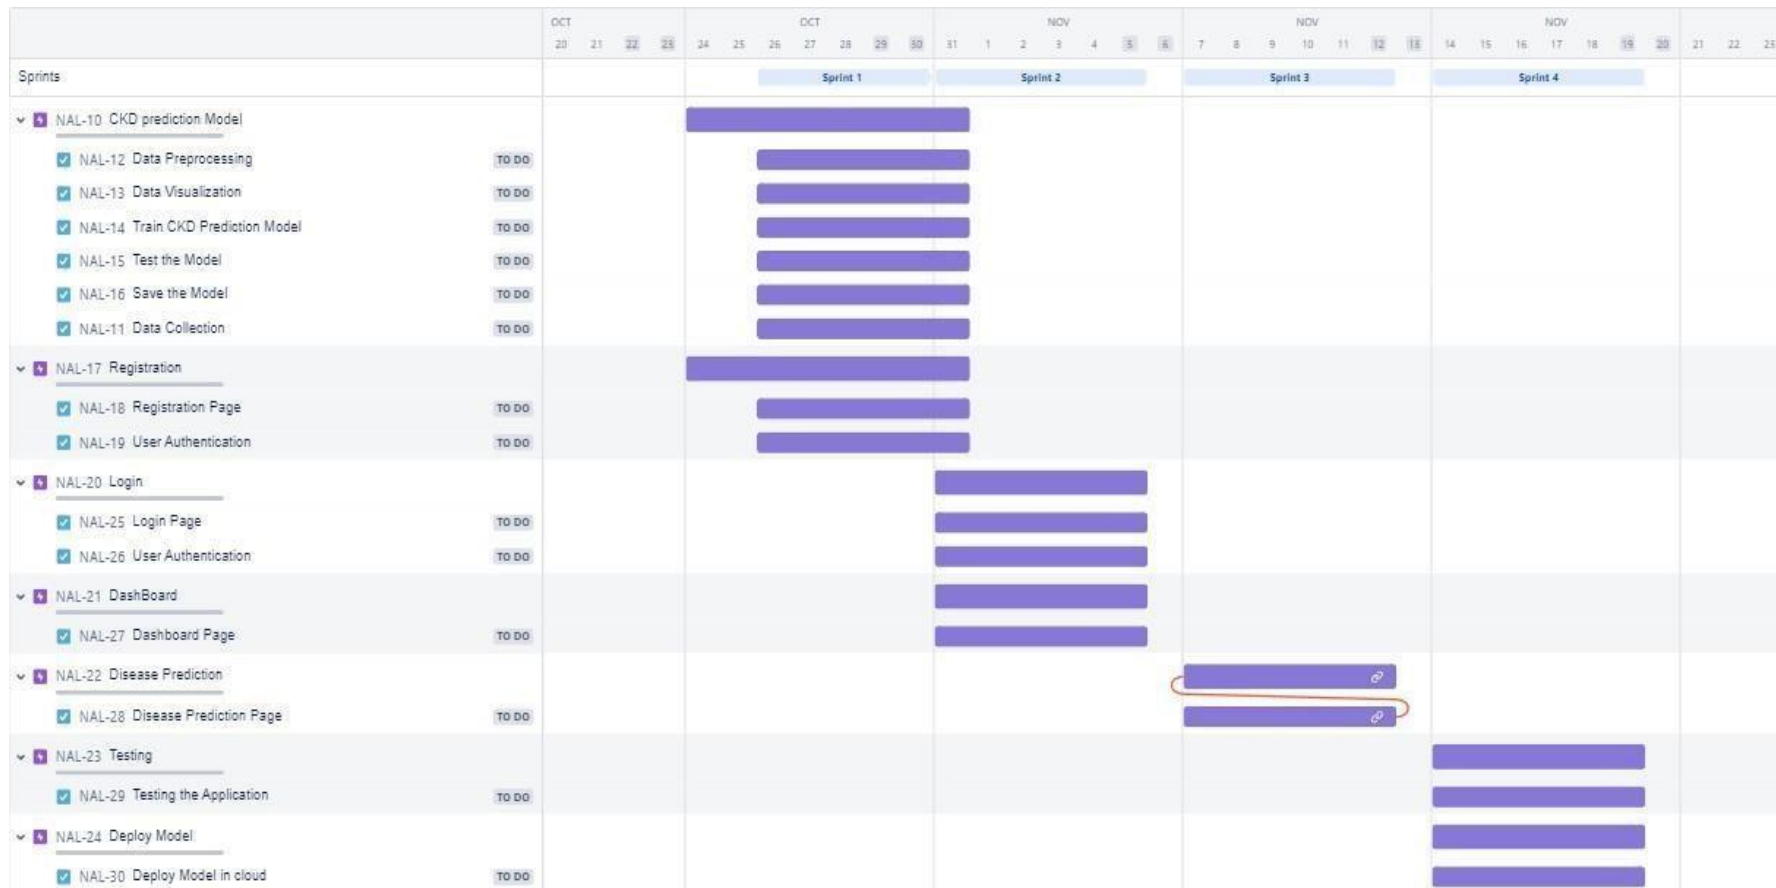 OCT OCT NOV NOV NOV
20 21 22 23 24 25 26 27 28 29 30 31 1 2 3 4 5 6 7 8 9 10 11 12 13 14 15 16 17 18 19 20 21 22 23
Sprints Sprint 1 Sprint 2 Sprint 3 Sprint 4
NAL-10 CKD prediction Model
NAL-12 Data Preprocessing TO DO
NAL-13 Data Visualization TO DO
NAL-14 Train CKD Prediction Model TO DO
NAL-15 Test the Model TO DO
NAL-16 Save the Model TO DO
NAL-11 Data Collection TO DO
NAL-17 Registration
NAL-18 Registration Page TO DO
NAL-19 User Authentication TO DO
NAL-20 Login
NAL-25 Login Page TO DO
NAL-26 User Authentication TO DO
NAL-21 DashBoard
NAL-27 Dashboard Page TO DO
NAL-22 Disease Prediction
NAL-28 Disease Prediction Page TO DO
NAL-23 Testing
NAL-29 Testing the Application TO DO
NAL-24 Deploy Model
NAL-30 Deploy Model in cloud TO DO